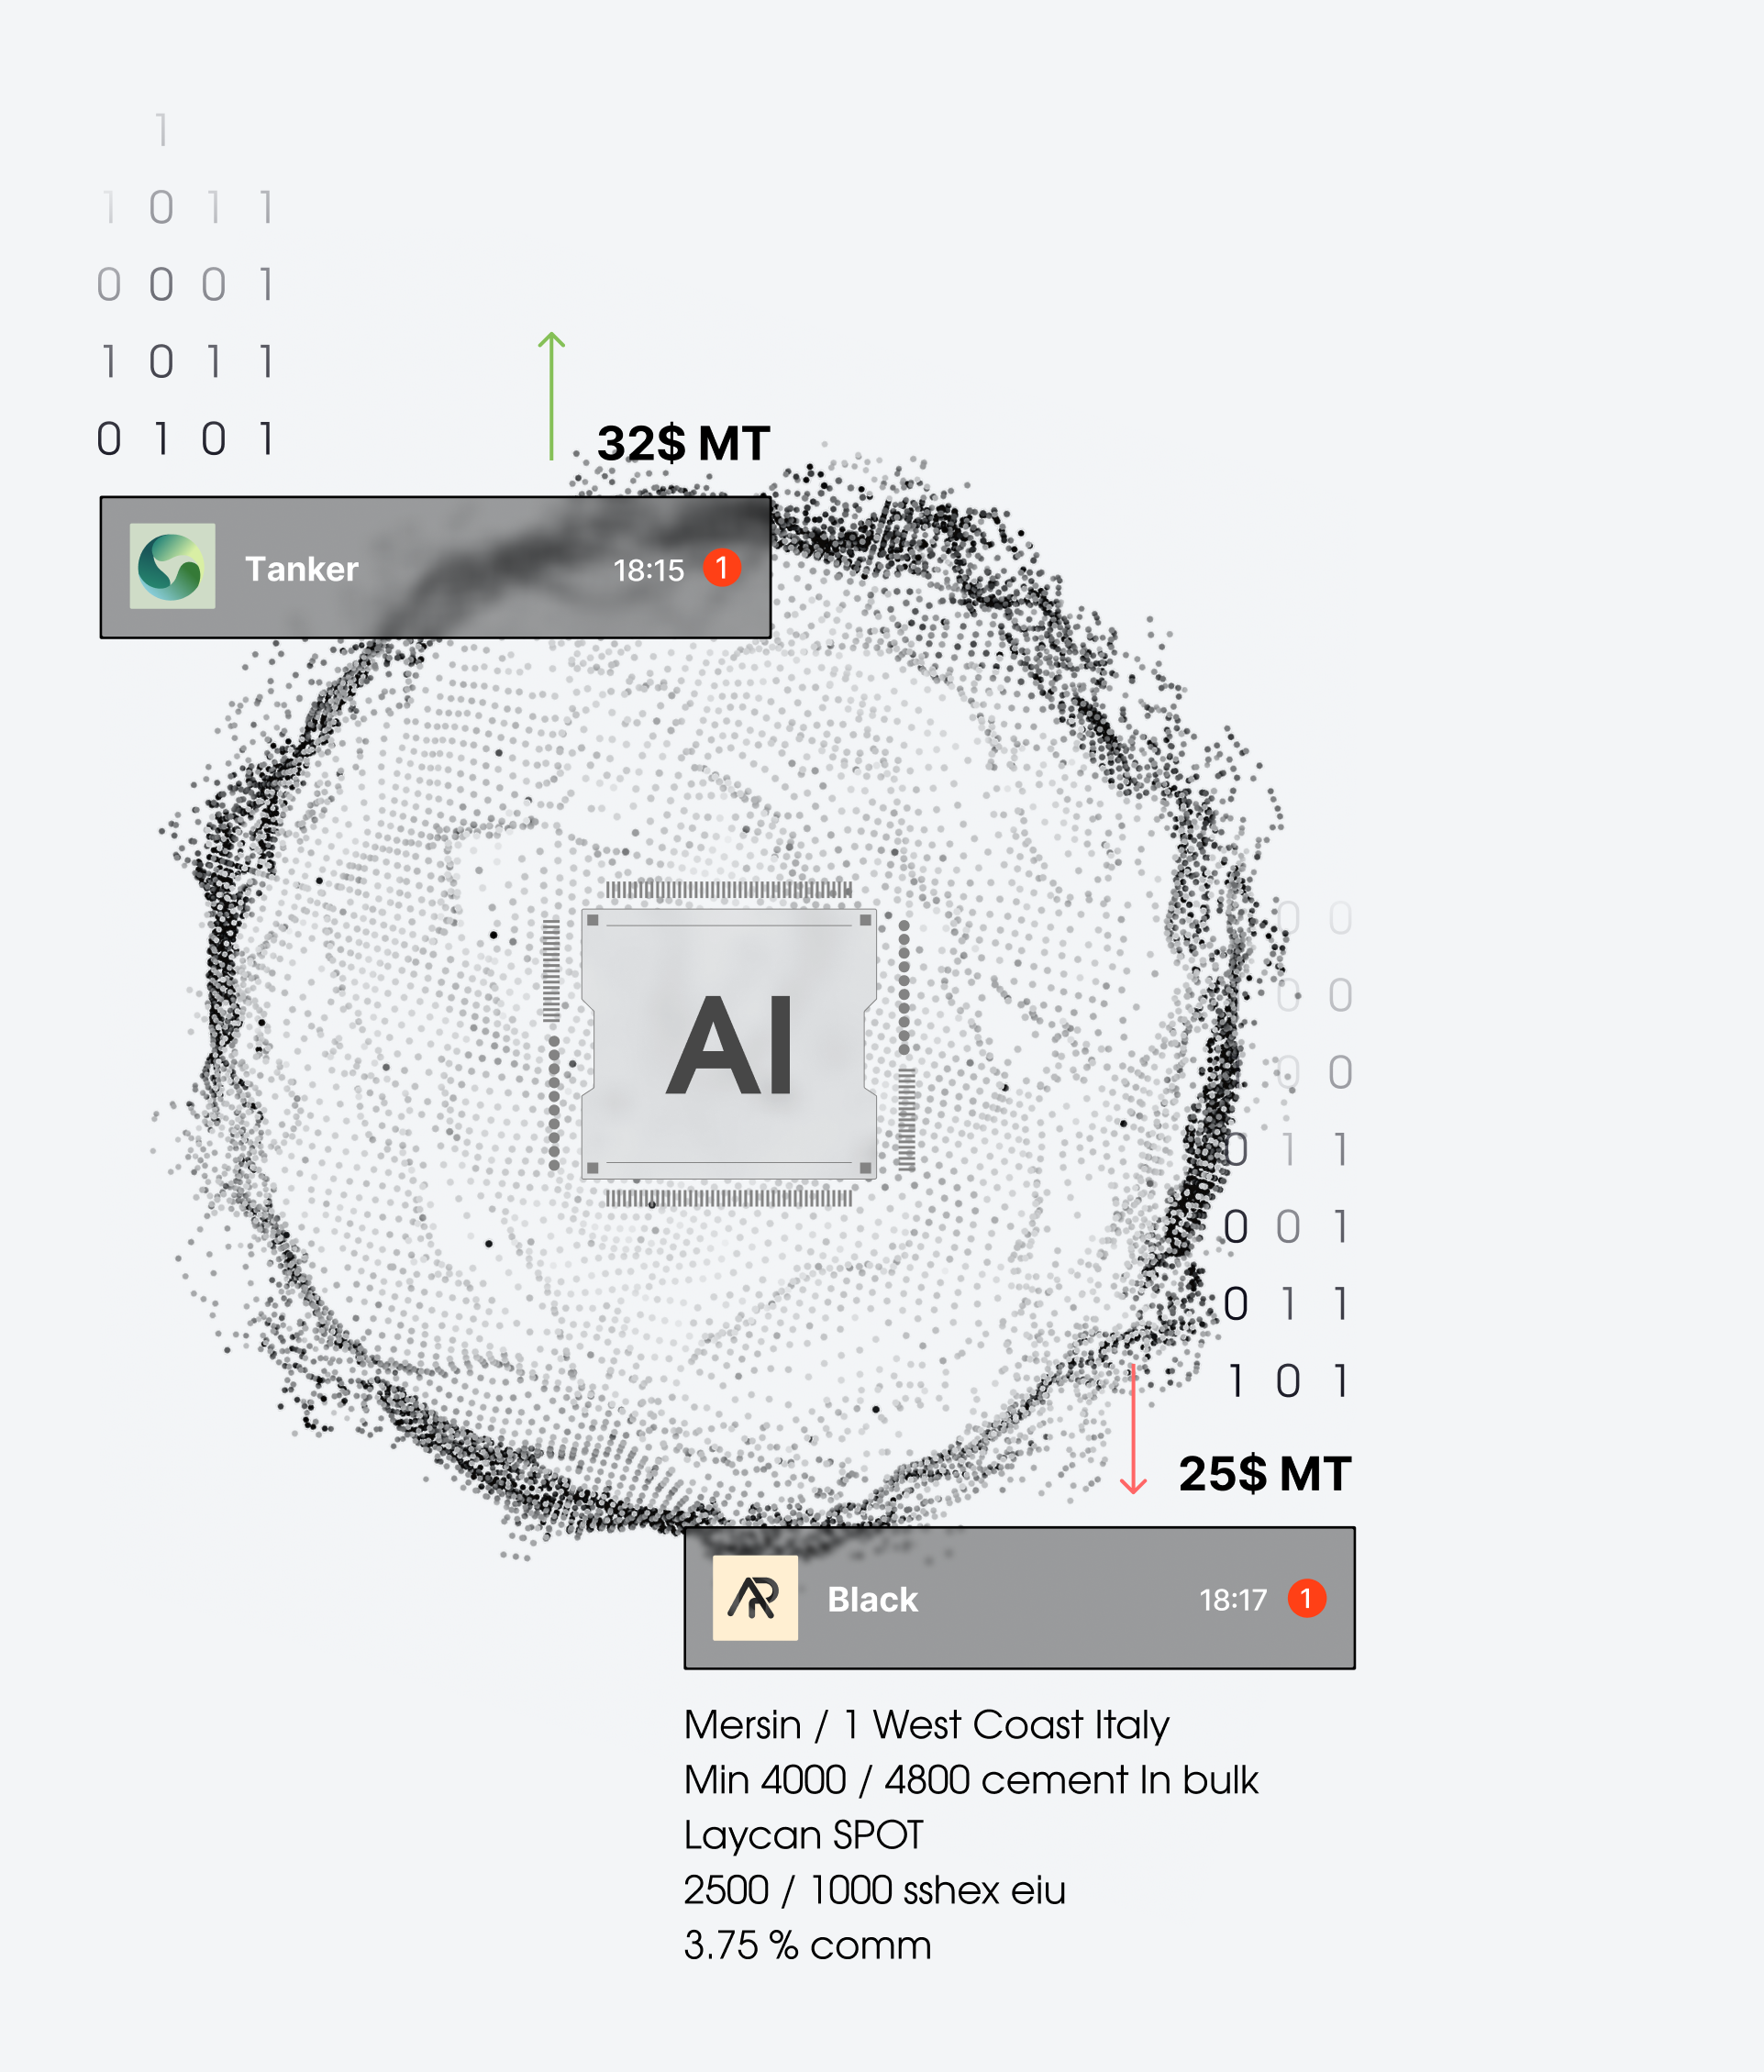 1
1 0 1 1
0 0 0 1
1 0 1 1
0 1 0 1
32$ MT
Tanker 18:15 1
AI
0 0
0 0
0 0
0 1 1
0 0 1
0 1 1
1 0 1
25$ MT
AR Black 18:17 1
Mersin / 1 West Coast Italy
Min 4000 / 4800 cement In bulk
Laycan SPOT
2500 / 1000 sshex eiu
3.75 % comm